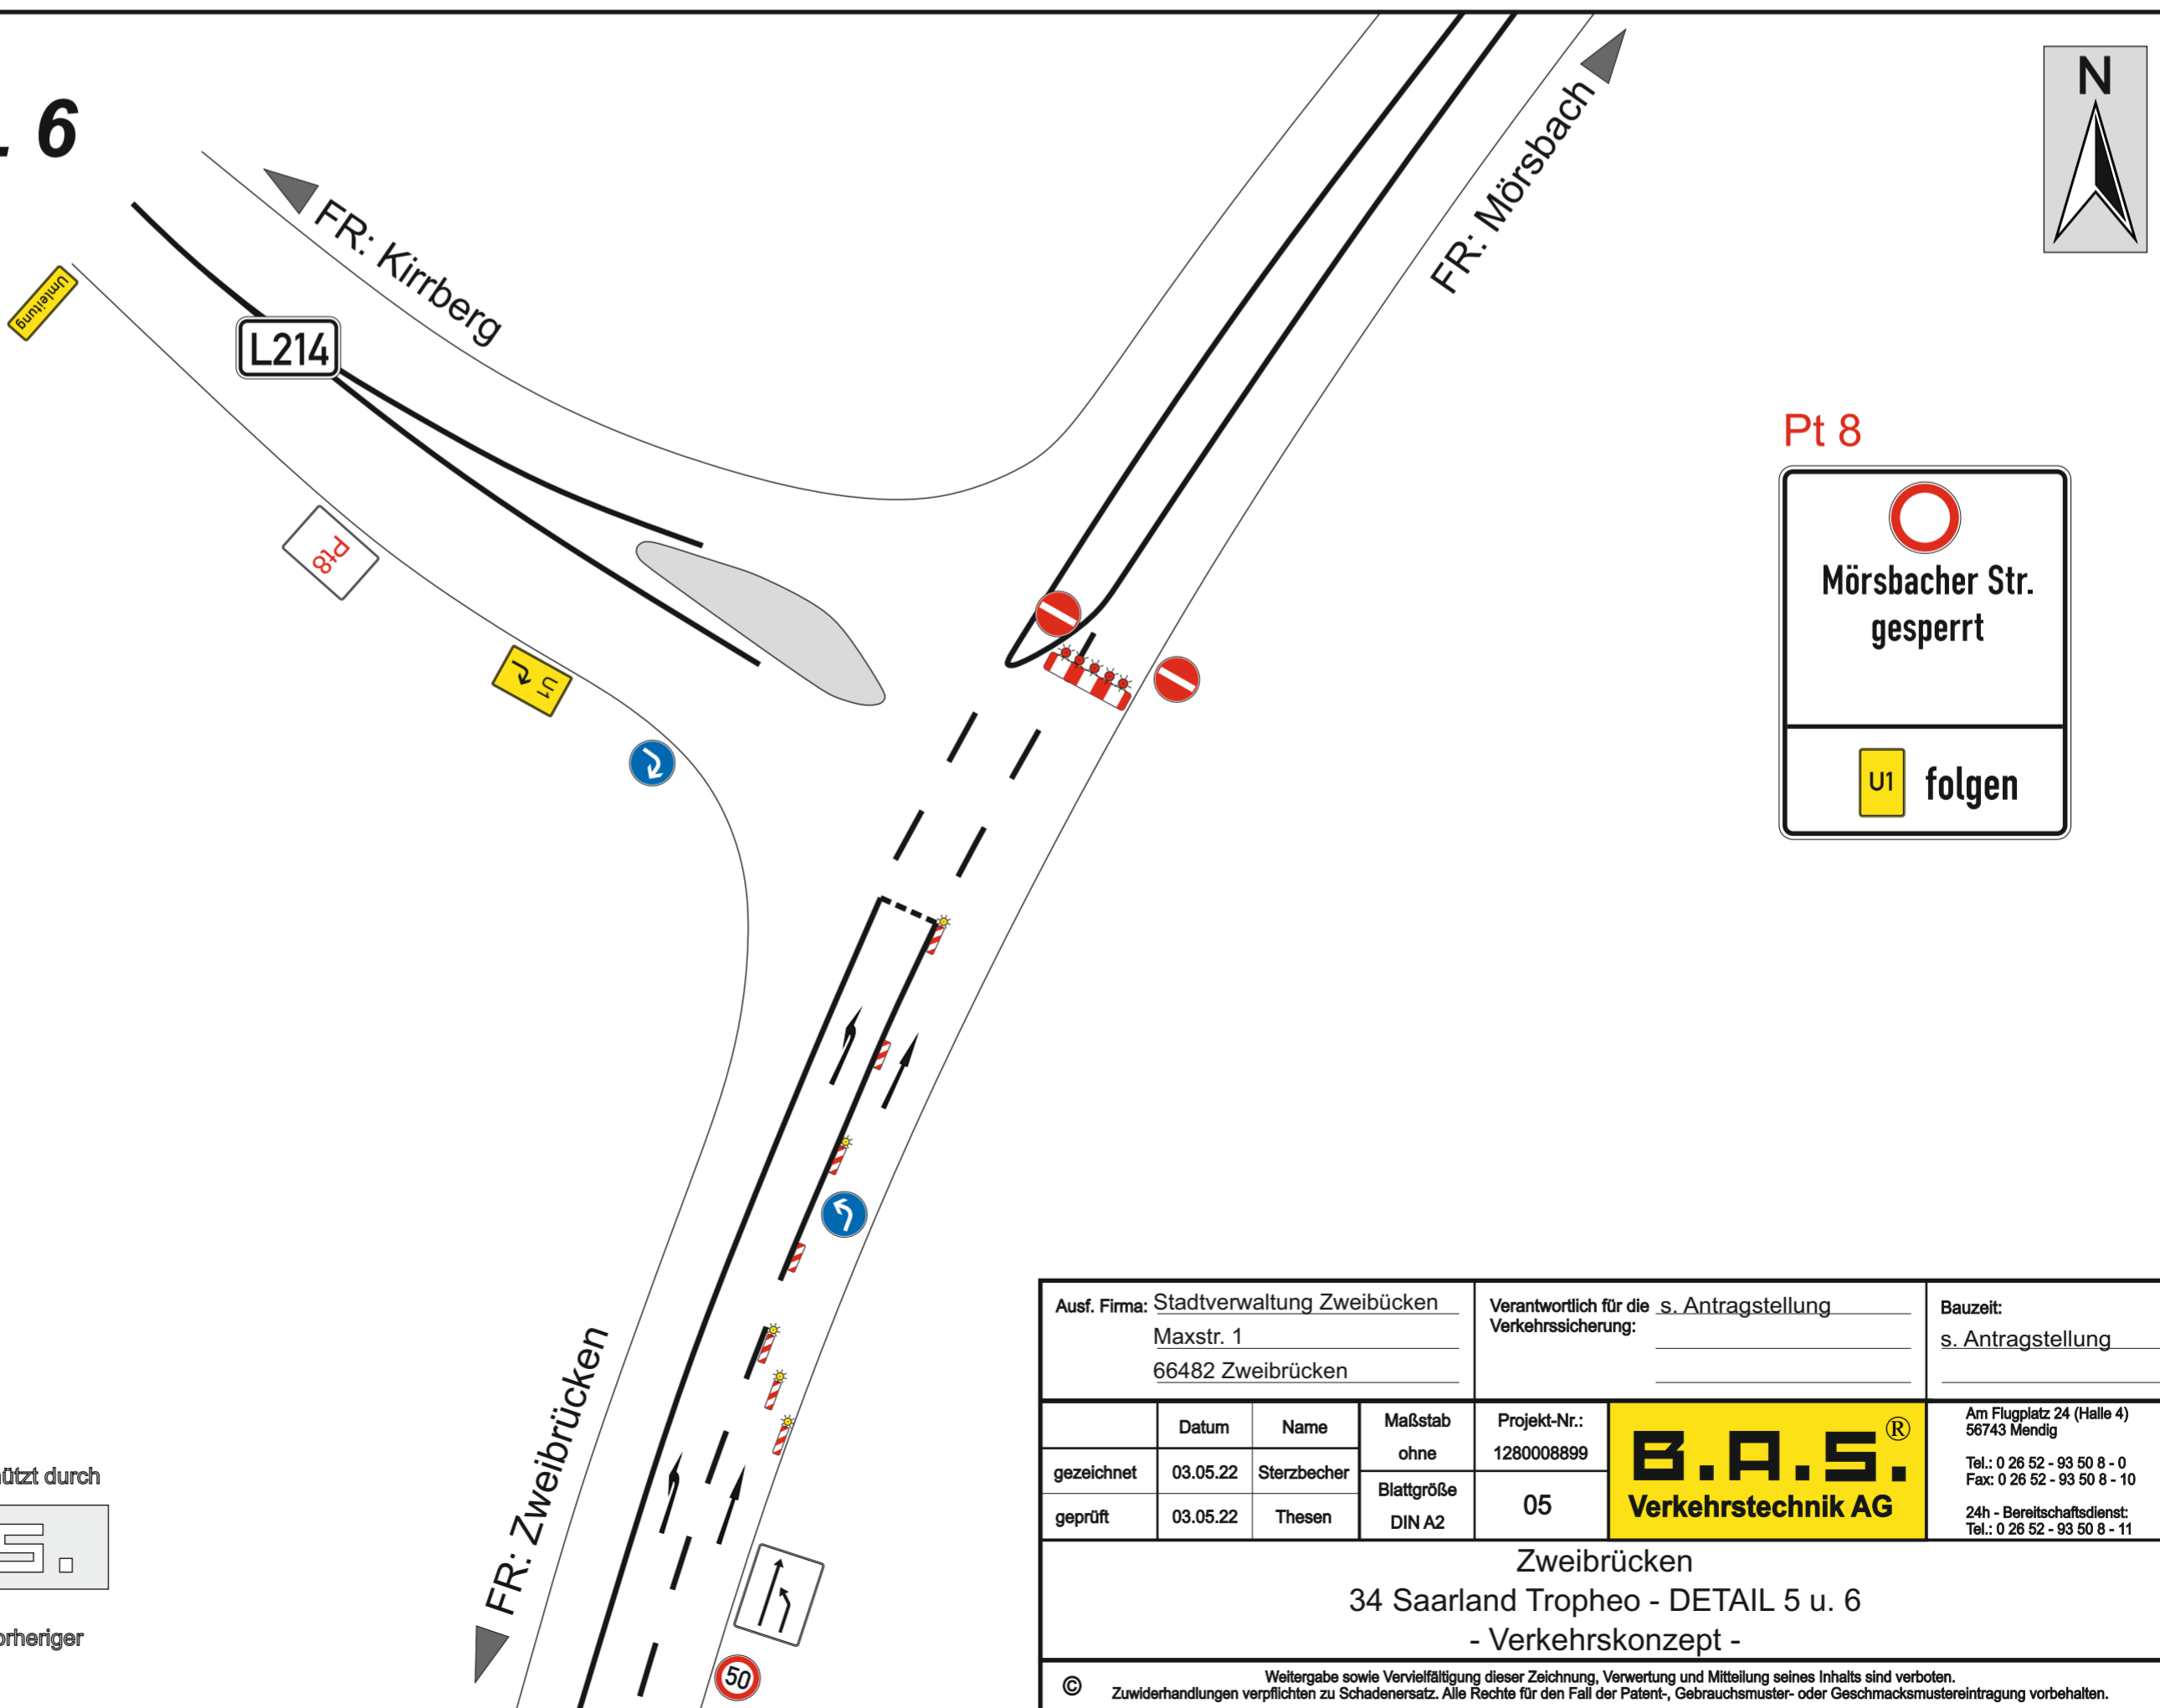 . 6
N
FR: Mörsbach
FR: Kirrberg
Umleitung
L214
Pt8
U1
Pt 8
Mörsbacher Str.
gesperrt
U1 folgen
FR: Zweibrücken
50
ützt durch
S.
orheriger
Ausf. Firma: Stadtverwaltung Zweibücken
Maxstr. 1
66482 Zweibrücken
Verantwortlich für die s. Antragstellung
Verkehrssicherung:
Bauzeit:
s. Antragstellung
Datum Name
gezeichnet 03.05.22 Sterzbecher
geprüft 03.05.22 Thesen
Maßstab
ohne
Blattgröße
DIN A2
Projekt-Nr.:
1280008899
05
B.A.S.®
Verkehrstechnik AG
Am Flugplatz 24 (Halle 4)
56743 Mendig
Tel.: 0 26 52 - 93 50 8 - 0
Fax: 0 26 52 - 93 50 8 - 10
24h - Bereitschaftsdienst:
Tel.: 0 26 52 - 93 50 8 - 11
Zweibrücken
34 Saarland Tropheo - DETAIL 5 u. 6
- Verkehrskonzept -
© Weitergabe sowie Vervielfältigung dieser Zeichnung, Verwertung und Mitteilung seines Inhalts sind verboten.
Zuwiderhandlungen verpflichten zu Schadenersatz. Alle Rechte für den Fall der Patent-, Gebrauchsmuster- oder Geschmacksmustereintragung vorbehalten.